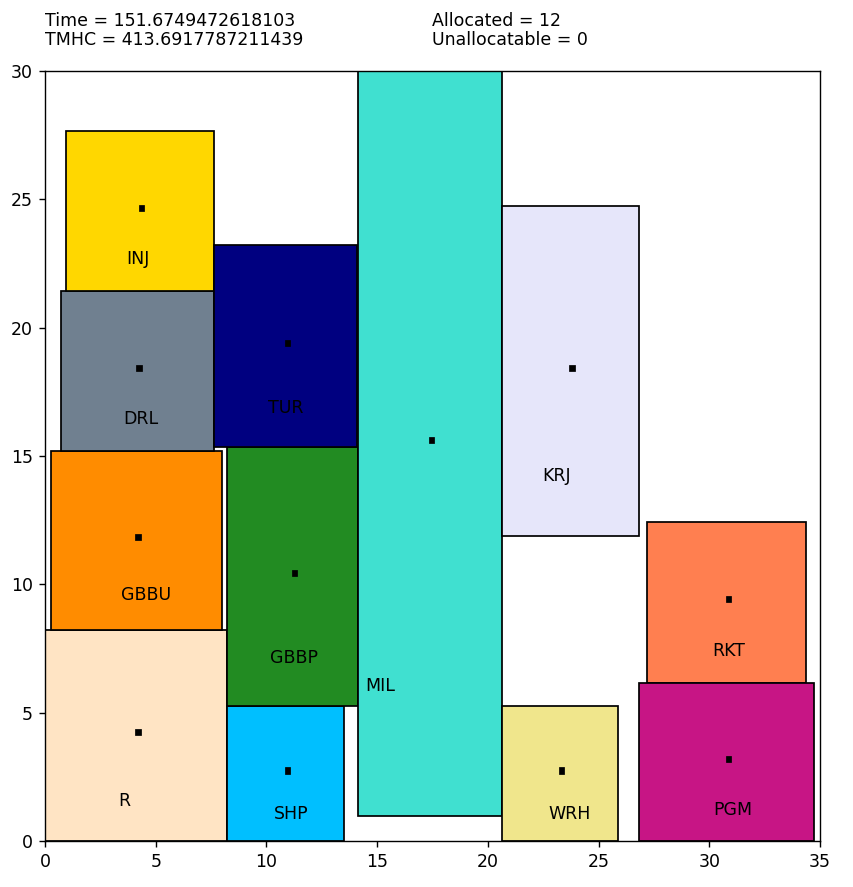 Time = 151.6749472618103
Allocated = 12
TMHC = 413.6917787211439
Unallocatable = 0
30
25
20
15
10
5
0
INJ
DRL
TUR
GBBU
KRJ
GBBP
MIL
RKT
R
SHP
WRH
PGM
0 5 10 15 20 25 30 35